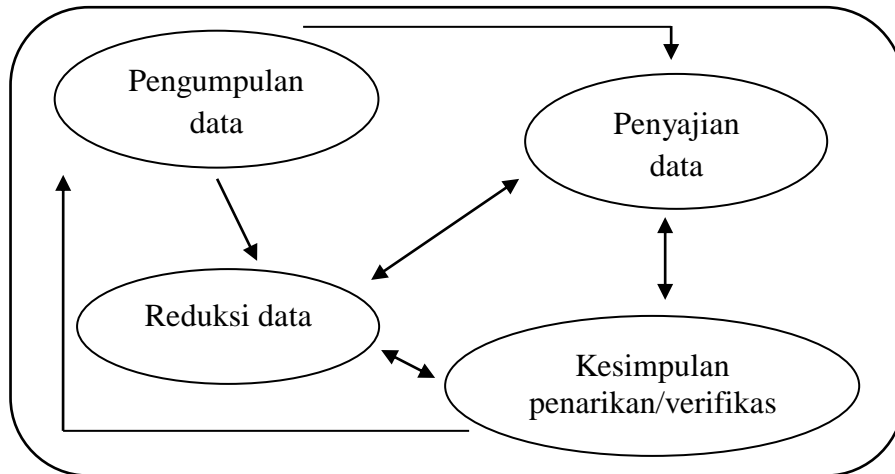 Pengumpulan
data
Penyajian
data
Reduksi data
Kesimpulan
penarikan/verifikas